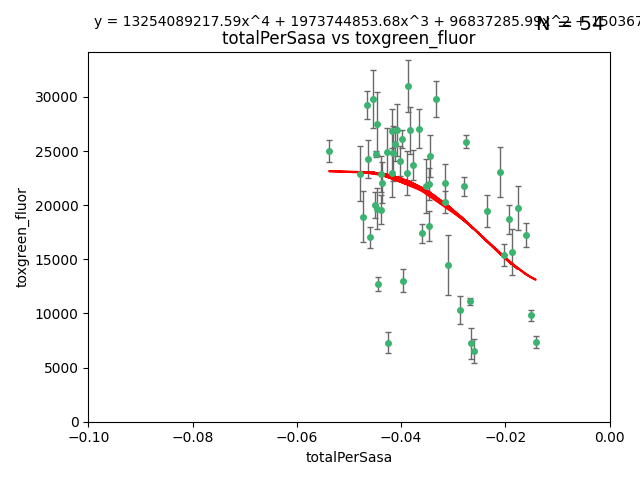 y = 13254089217.59x^4 + 1973744853.68x^3 + 96837285.99x^2 +
N = 54
totalPerSasa vs toxgreen_fluor
30000
25000
20000
15000
10000
5000
0
toxgreen_fluor
−0.10 −0.08 −0.06 −0.04 −0.02 0.00
totalPerSasa